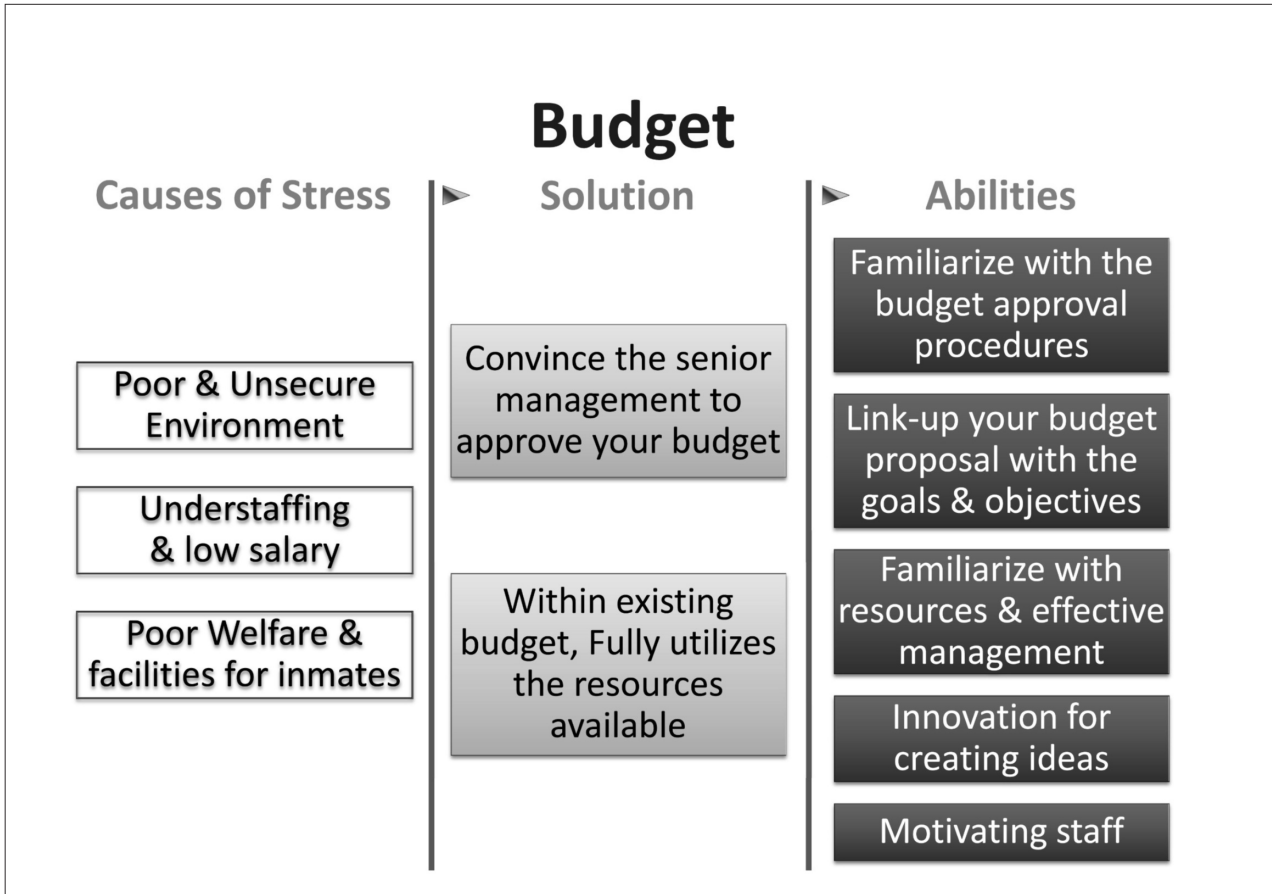 Budget
Causes of Stress
Poor & Unsecure
Environment
Understaffing
& low salary
Poor Welfare &
facilities for inmates
Solution
Convince the senior
management to
approve your budget
Within existing
budget, Fully utilizes
the resources
available
Abilities
Familiarize with the
budget approval
procedures
Link-up your budget
proposal with the
goals & objectives
Familiarize with
resources & effective
management
Innovation for
creating ideas
Motivating staff